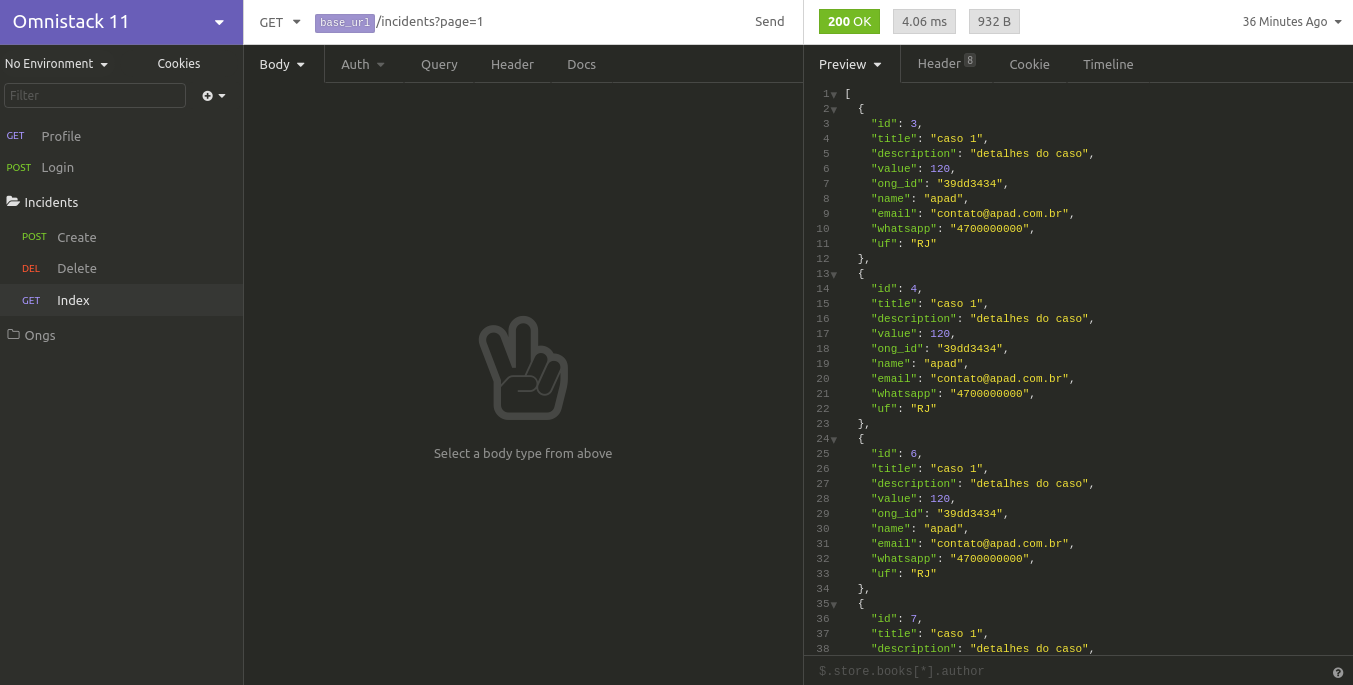 Omnistack 11
No Environment Cookies
Filter
GET Profile
POST Login
Incidents
POST Create
DEL Delete
GET Index
Ongs
GET base_url/incidents?page=1 Send
Body Auth Query Header Docs
Select a body type from above
200 OK 4.06 ms 932 B 36 Minutes Ago
Preview Header 8 Cookie Timeline
1 [
2 {
3 "id": 3,
4 "title": "caso 1",
5 "description": "detalhes do caso",
6 "value": 120,
7 "ong_id": "39dd3434",
8 "name": "apad",
9 "email": "contato@apad.com.br",
10 "whatsapp": "4700000000",
11 "uf": "RJ"
12 },
13 {
14 "id": 4,
15 "title": "caso 1",
16 "description": "detalhes do caso",
17 "value": 120,
18 "ong_id": "39dd3434",
19 "name": "apad",
20 "email": "contato@apad.com.br",
21 "whatsapp": "4700000000",
22 "uf": "RJ"
23 },
24 {
25 "id": 6,
26 "title": "caso 1",
27 "description": "detalhes do caso",
28 "value": 120,
29 "ong_id": "39dd3434",
30 "name": "apad",
31 "email": "contato@apad.com.br",
32 "whatsapp": "4700000000",
33 "uf": "RJ"
34 },
35 {
36 "id": 7,
37 "title": "caso 1",
38 "description": "detalhes do caso",
$.store.books[*].author